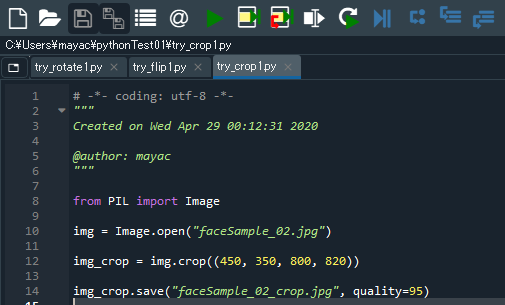 C:¥Users¥mayac¥pythonTest01¥try_crop1.py
try_rotate1.py × try_flip1.py × try_crop1.py ×
1 # -*- coding: utf-8 -*-
2 """
3 Created on Wed Apr 29 00:12:31 2020
4
5 @author: mayac
6 """
7
8 from PIL import Image
9
10 img = Image.open("faceSample_02.jpg")
11
12 img_crop = img.crop((450, 350, 800, 820))
13
14 img_crop.save("faceSample_02_crop.jpg", quality=95)
15